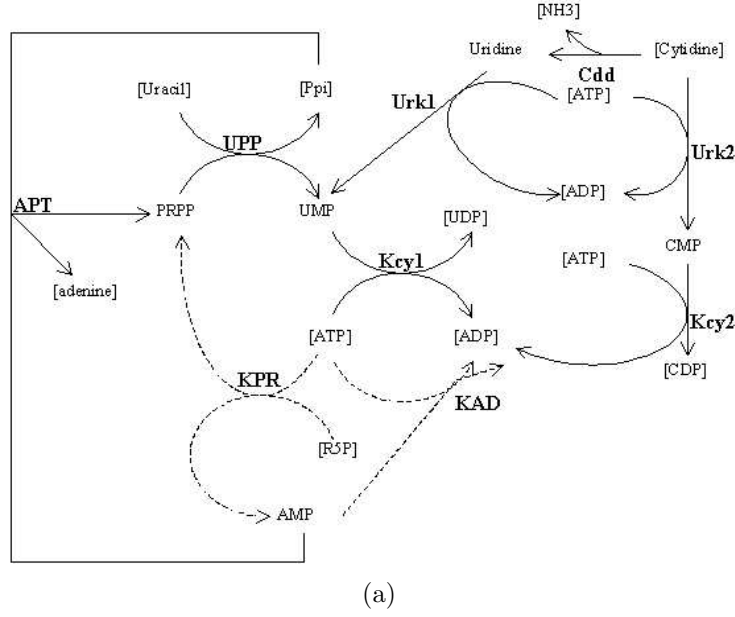 [NH3]
Uridine
[Cytidine]
Cdd
[Uracil]
[Ppi]
Urk1
[ATP]
UPP
Urk2
[ADP]
APT
PRPP
UMP
[UDP]
CMP
Kcy1
[ATP]
[adenine]
Kcy2
[ATP]
[ADP]
[CDP]
KPR
KAD
[R5P]
AMP
(a)